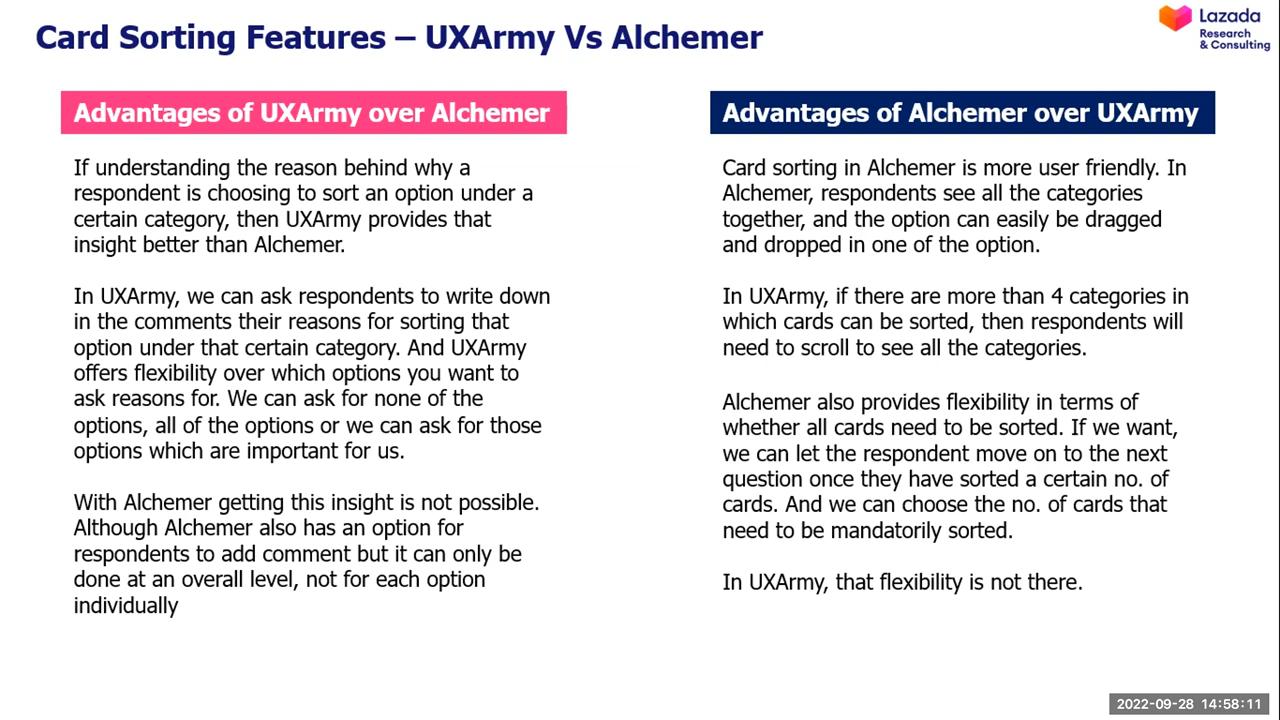 Card Sorting Features – UXArmy Vs Alchemer
Lazada
Research
& Consulting
Advantages of UXArmy over Alchemer
If understanding the reason behind why a
respondent is choosing to sort an option under a
certain category, then UXArmy provides that
insight better than Alchemer.
In UXArmy, we can ask respondents to write down
in the comments their reasons for sorting that
option under that certain category. And UXArmy
offers flexibility over which options you want to
ask reasons for. We can ask for none of the
options, all of the options or we can ask for those
options which are important for us.
With Alchemer getting this insight is not possible.
Although Alchemer also has an option for
respondents to add comment but it can only be
done at an overall level, not for each option
individually
Advantages of Alchemer over UXArmy
Card sorting in Alchemer is more user friendly. In
Alchemer, respondents see all the categories
together, and the option can easily be dragged
and dropped in one of the option.
In UXArmy, if there are more than 4 categories in
which cards can be sorted, then respondents will
need to scroll to see all the categories.
Alchemer also provides flexibility in terms of
whether all cards need to be sorted. If we want,
we can let the respondent move on to the next
question once they have sorted a certain no. of
cards. And we can choose the no. of cards that
need to be mandatorily sorted.
In UXArmy, that flexibility is not there.
2022-09-28 14:58:11